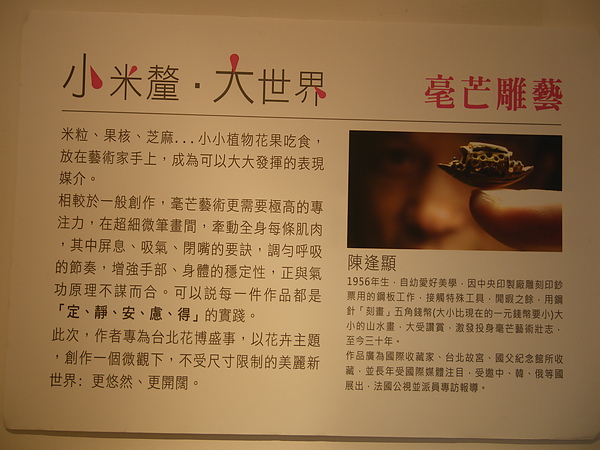 小米釐·大世界
毫芒雕藝
米粒、果核、芝麻...小小植物花果吃食，
放在藝術家手上，成為可以大大發揮的表現
媒介。
相較於一般創作，毫芒藝術更需要極高的專
注力，在超細微筆畫間，牽動全身每條肌肉
，其中屏息、吸氣、閉嘴的要訣，調勻呼吸
的節奏，增強手部、身體的穩定性，正與氣
功原理不謀而合。可以說每一件作品都是
「定、靜、安、慮、得」的實踐。
此次，作者專為台北花博盛事，以花卉主題
，創作一個微觀下，不受尺寸限制的美麗新
世界：更悠然、更開闊。
陳逢顯
1956年生，自幼愛好美學，因中央印製廠雕刻印鈔
票用的鋼板工作，接觸特殊工具，閒暇之餘，用鋼
針「刻畫」五角錢幣(大小比現在的一元錢幣要小)大
小的山水畫，大受讚賞，激發投身毫芒藝術壯志、
至今三十年。
作品廣為國際收藏家、台北故宮、國父紀念館所收
藏，並長年受國際媒體注目，受邀中、韓、俄等國
展出，法國公視並派員專訪報導。